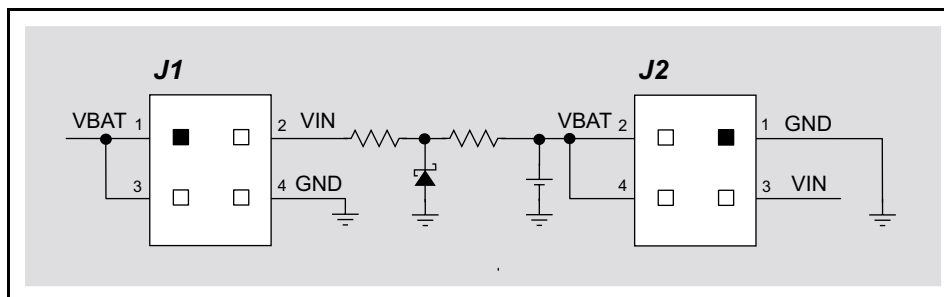 J1
J2
VBAT 1
2 VIN
VBAT 2
1 GND
3
4 GND
4
3 VIN